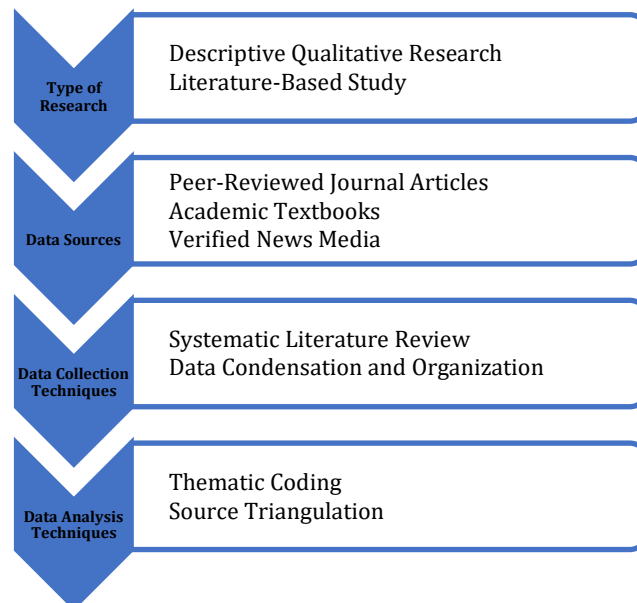 Type of
Research
Descriptive Qualitative Research
Literature-Based Study
Data Sources
Peer-Reviewed Journal Articles
Academic Textbooks
Verified News Media
Data Collection
Techniques
Systematic Literature Review
Data Condensation and Organization
Data Analysis
Techniques
Thematic Coding
Source Triangulation